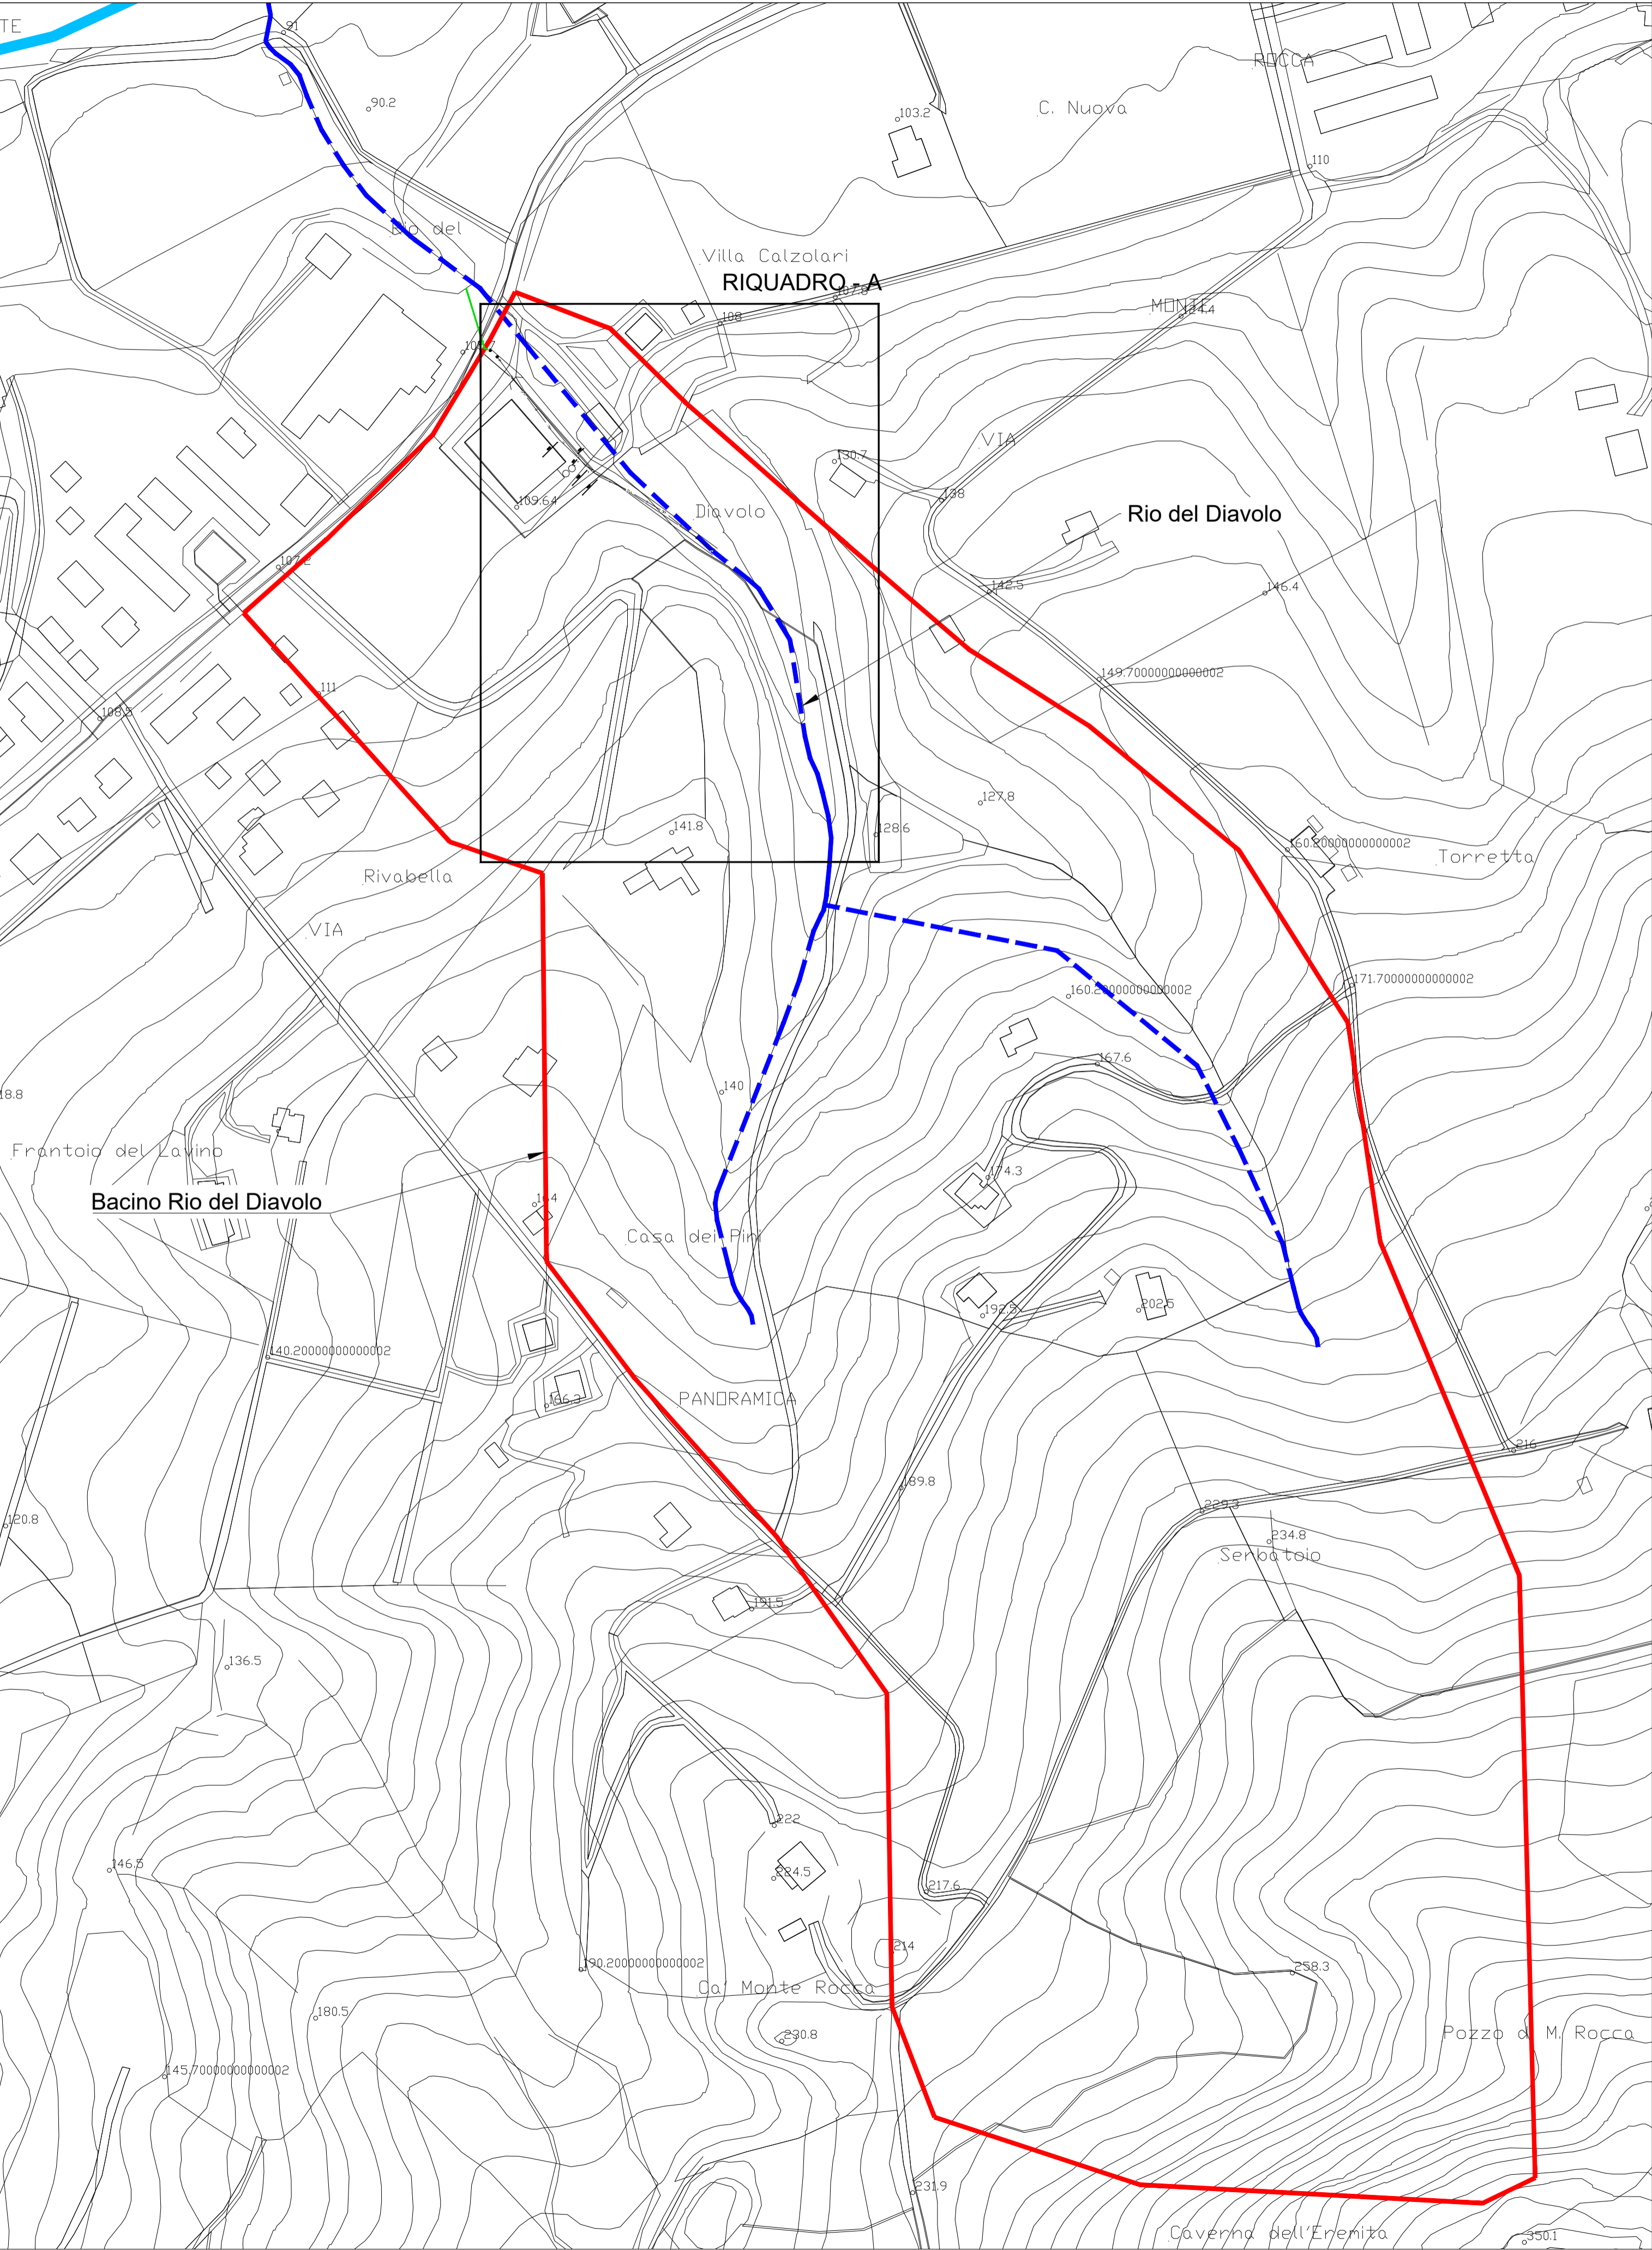 TE
91
90.2
103.2
C. Nuova
ROCCA
110
Rio del
Villa Calzolari
RIQUADRO - A
107.8
108
MONTE
124.4
VIA
130.7
138
109.64
Diavolo
Rio del Diavolo
107.2
142.5
146.4
111
149.70000000000002
108.5
127.8
141.8
128.6
160.20000000000002
Torretta
Rivabella
VIA
171.70000000000002
160.20000000000002
167.6
140
18.8
Frantoio del Lavino
174.3
Bacino Rio del Diavolo
164
Casa dei Pini
192.5
202.5
140.20000000000002
PANORAMICA
166.3
216
189.8
229.3
120.8
234.8
Serbatoio
191.5
136.5
222
146.5
224.5
217.6
214
190.20000000000002
258.3
Ca' Monte Rocca
180.5
230.8
Pozzo di M. Rocca
145.70000000000002
231.9
Caverna dell'Eremita
350.1